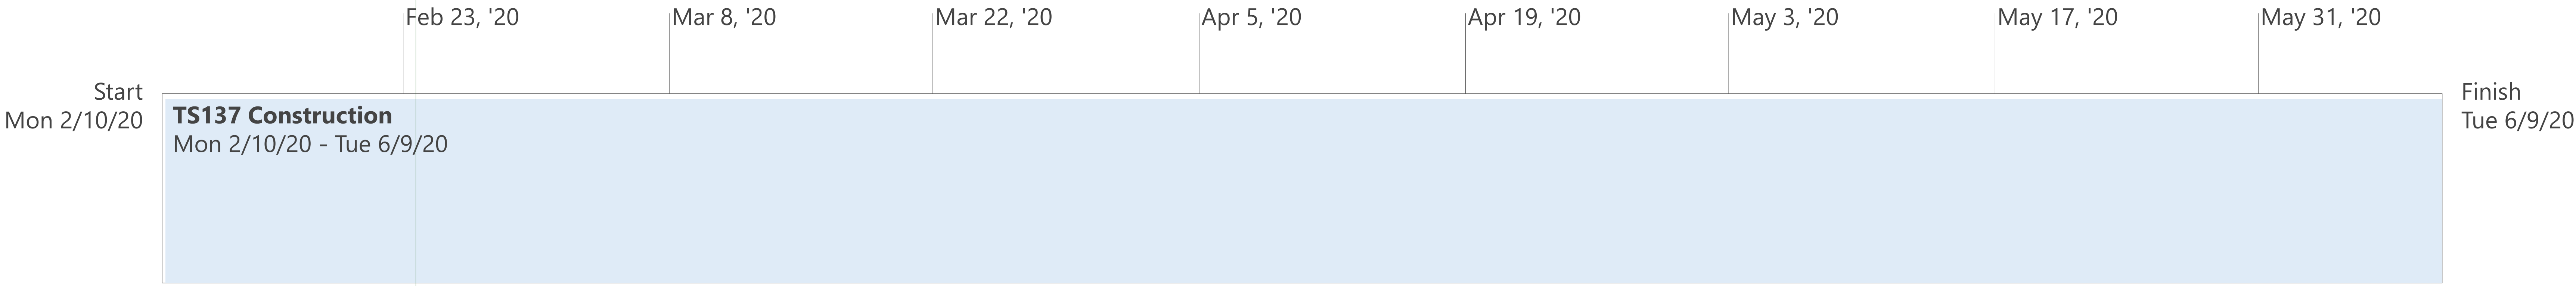 Feb 23, '20
Mar 8, '20
Mar 22, '20
Apr 5, '20
Apr 19, '20
May 3, '20
May 17, '20
May 31, '20
Start
Mon 2/10/20
TS137 Construction
Mon 2/10/20 - Tue 6/9/20
Finish
Tue 6/9/20